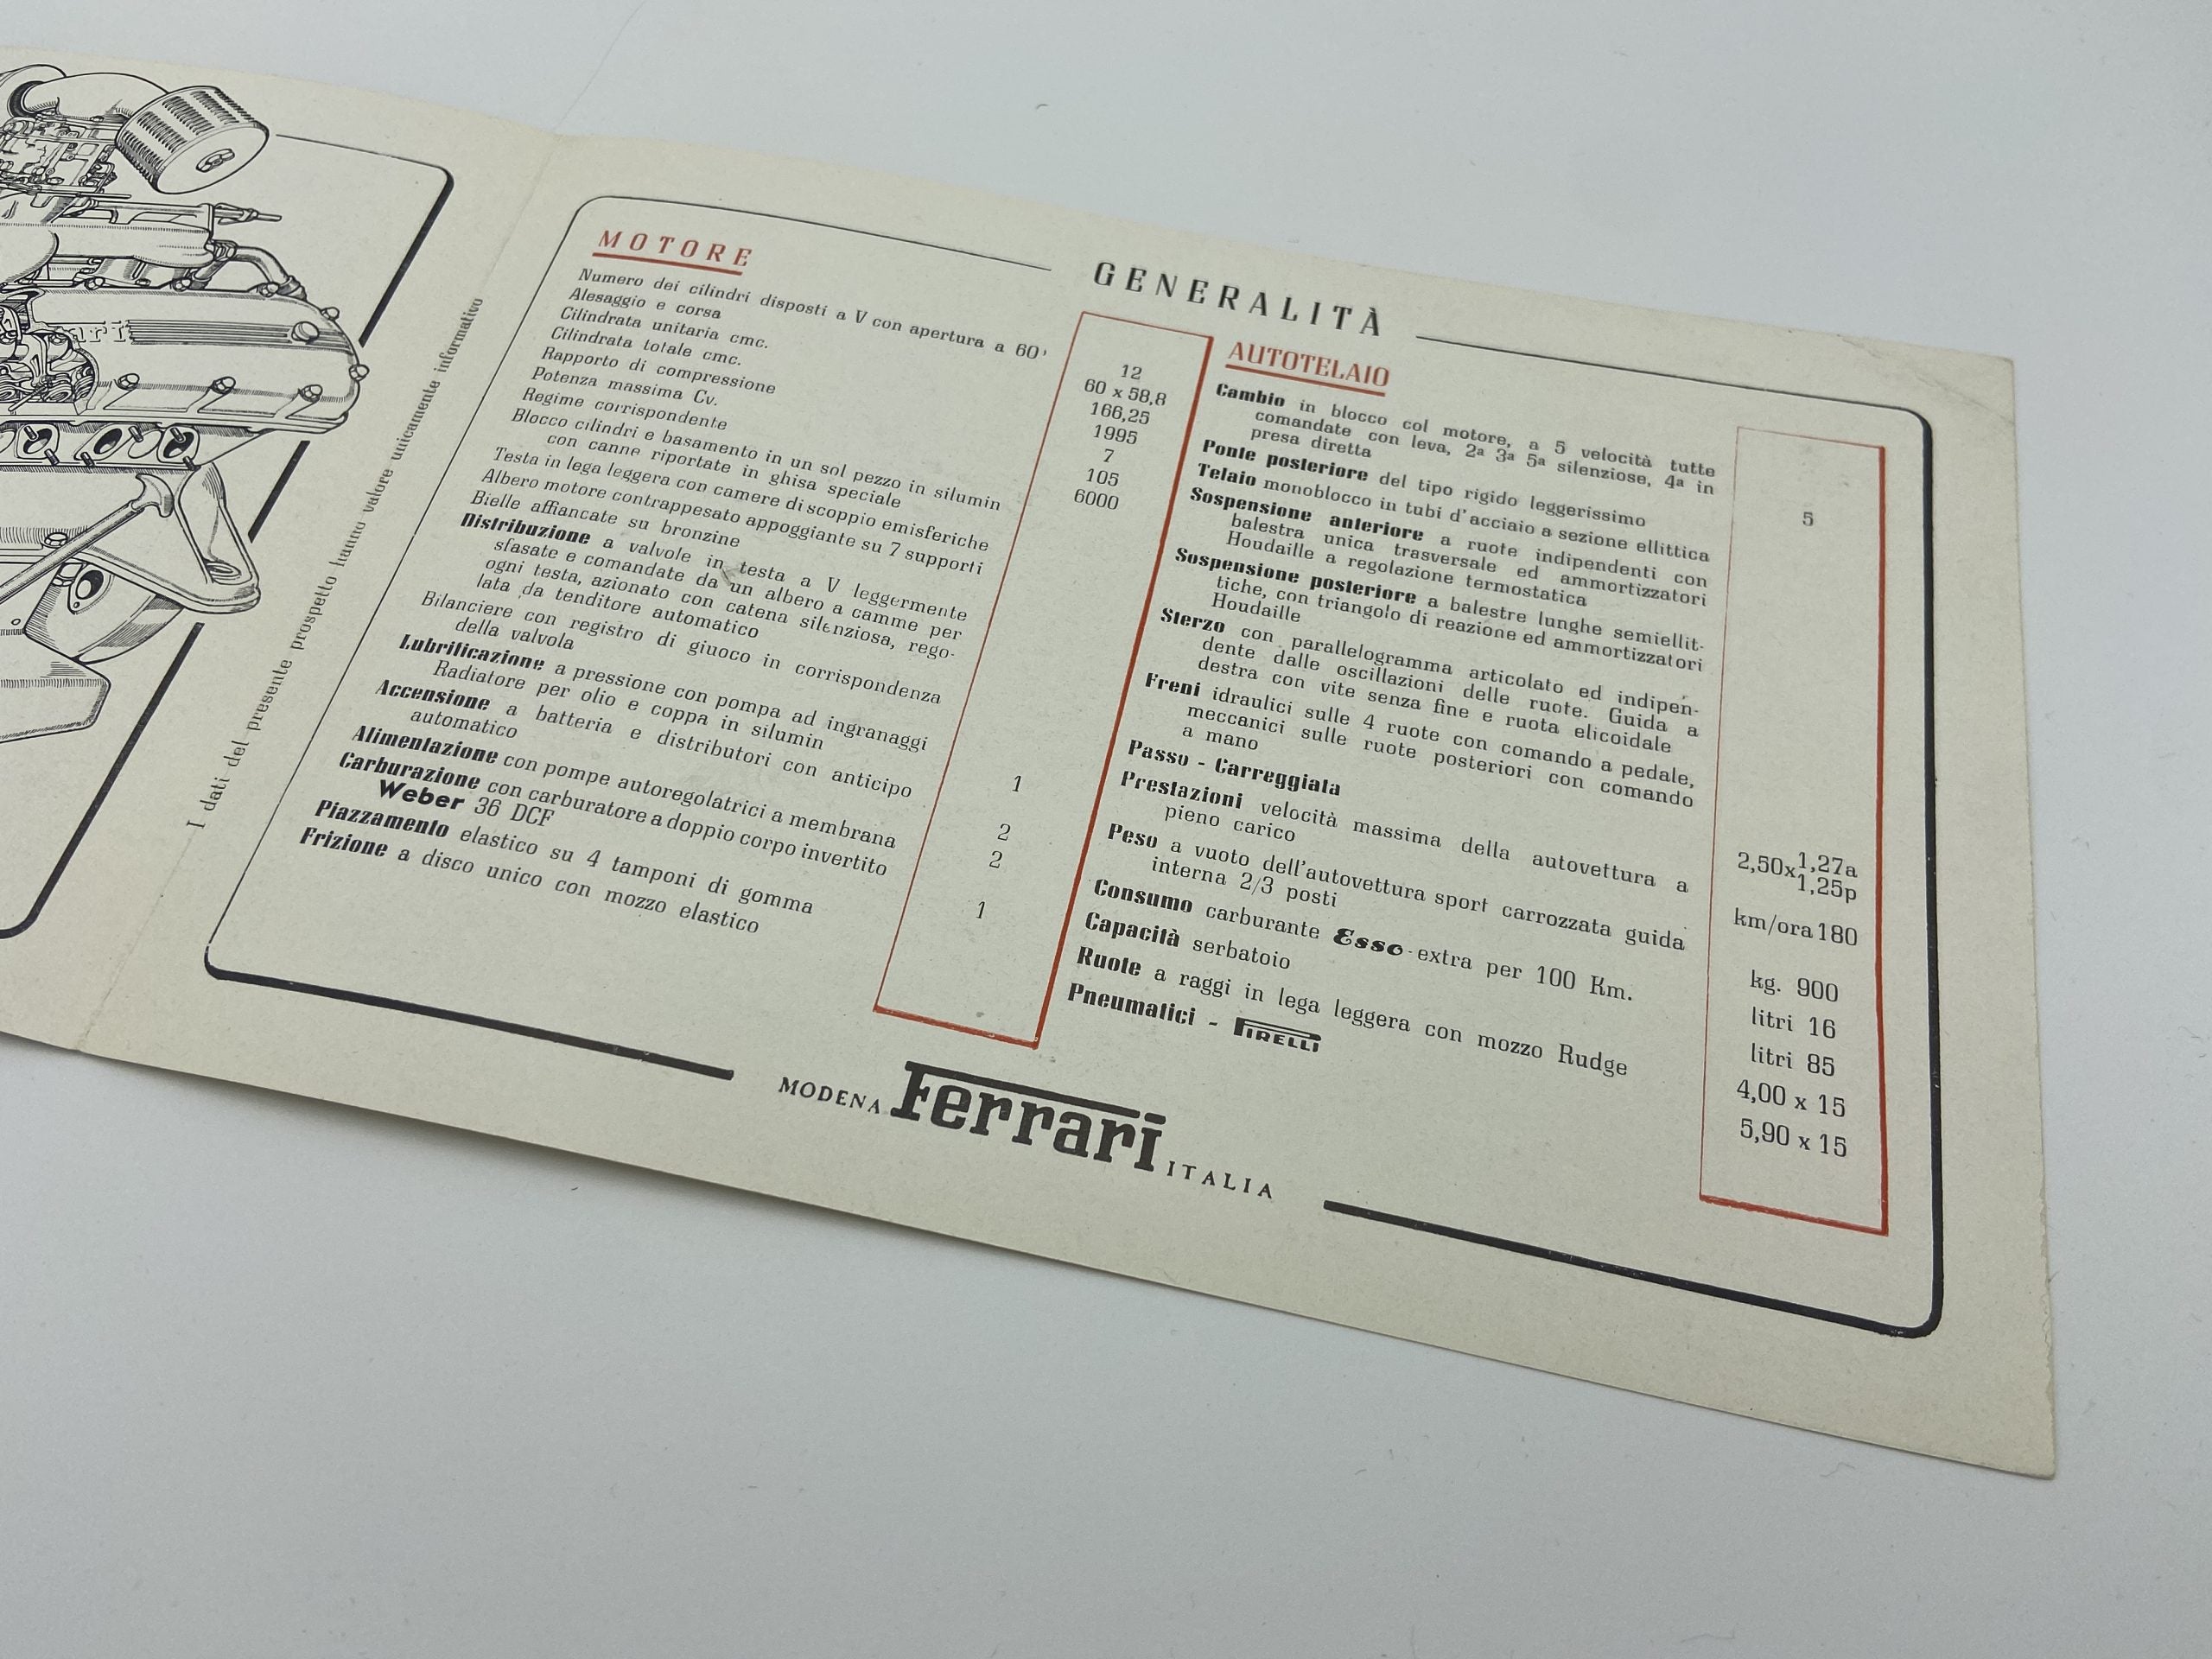 I dati del presente prospetto hanno valore unicamente informativo
GENERALITÀ
MOTORE
Numero dei cilindri disposti a V con apertura a 60°
12
Alesaggio e corsa
60 x 58,8
Cilindrata unitaria cmc.
166,25
Cilindrata totale cmc.
1995
Rapporto di compressione
7
Potenza massima Cv.
105
Regime corrispondente
6000
Blocco cilindri e basamento in un sol pezzo in silumin
con canne riportate in ghisa speciale
Testa in lega leggera con camere di scoppio emisferiche
Albero motore contrappesato appoggiante su 7 supporti
Bielle affiancate su bronzine
Distribuzione a valvole in testa a V leggermente
sfasate e comandate da un albero a camme per
ogni testa, azionato con catena silenziosa, rego-
lata da tenditore automatico
Bilanciere con registro di giuoco in corrispondenza
della valvola
Lubrificazione a pressione con pompa ad ingranaggi
1
Radiatore per olio e coppa in silumin
Accensione a batteria e distributori con anticipo
automatico
2
Alimentazione con pompe autoregolatrici a membrana
2
Carburazione con carburatore a doppio corpo invertito
Weber 36 DCF
1
Piazzamento elastico su 4 tamponi di gomma
Frizione a disco unico con mozzo elastico
AUTOTELAIO
Cambio in blocco col motore, a 5 velocità tutte
comandate con leva, 2a 3a 5a silenziose, 4a in
presa diretta
5
Ponte posteriore del tipo rigido leggerissimo
Telaio monoblocco in tubi d'acciaio a sezione ellittica
Sospensione anteriore a ruote indipendenti con
balestra unica trasversale ed ammortizzatori
Houdaille a regolazione termostatica
Sospensione posteriore a balestre lunghe semiellit-
tiche, con triangolo di reazione ed ammortizzatori
Houdaille
Sterzo con parallelogramma articolato ed indipen-
dente dalle oscillazioni delle ruote. Guida a
destra con vite senza fine e ruota elicoidale
Freni idraulici sulle 4 ruote con comando a pedale,
meccanici sulle ruote posteriori con comando
a mano
Passo - Carreggiata
2,50x 1,27a
1,25p
Prestazioni velocità massima della autovettura a
pieno carico
km/ora 180
Peso a vuoto dell'autovettura sport carrozzata guida
interna 2/3 posti
kg. 900
Consumo carburante Esso-extra per 100 Km.
litri 16
Capacità serbatoio
litri 85
Ruote a raggi in lega leggera con mozzo Rudge
4,00 x 15
Pneumatici - PIRELLI
5,90 x 15
MODENA Ferrari ITALIA